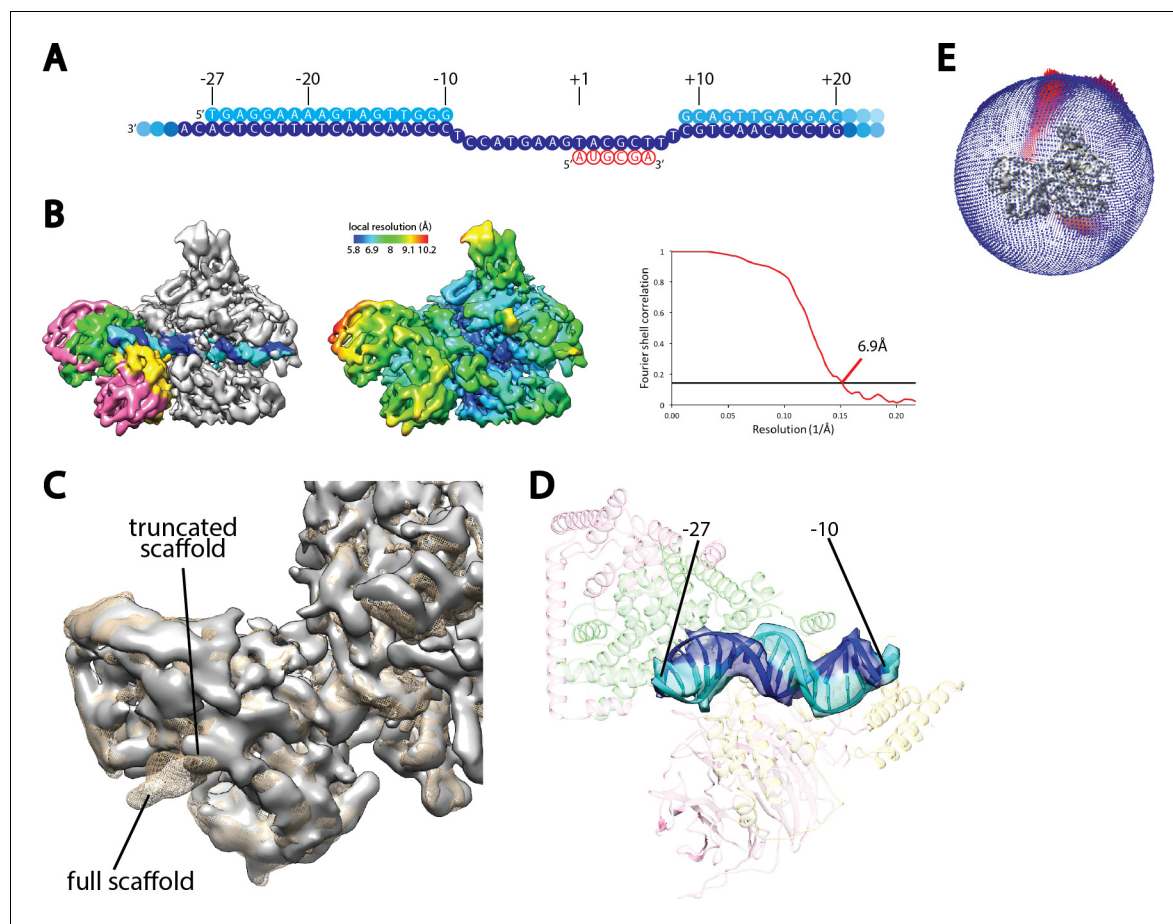 A
-27 -20 -10 +1 +10 +20
5' TGAGGAAAAGTAGTTGGG GCAGTTGAAGAC
3' ACACTCCTTTTCATCAACCCTCCATGAAGTACGCTTTCGTCAACTCCTG
5' AUGCGA 3'
E
B
local resolution (Å)
5.8 6.9 8 9.1 10.2
Fourier shell correlation
1
0.8
0.6
0.4
0.2
0
6.9Å
0.00 0.05 0.10 0.15 0.20
Resolution (1/Å)
C
truncated
scaffold
full scaffold
D
-27 -10